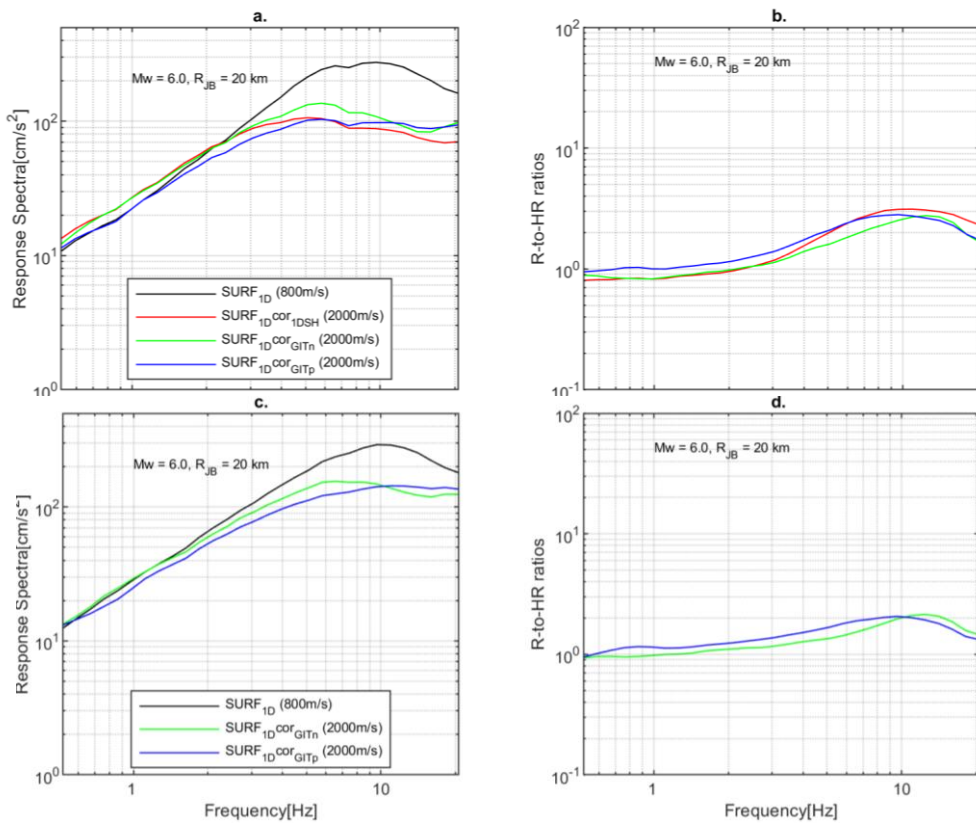 a.
Response Spectra[cm/s²]
10²
10¹
10⁰
Mw = 6.0, R_JB = 20 km
SURF_1D (800m/s)
SURF_1Dcor_1DSH (2000m/s)
SURF_1Dcor_GITn (2000m/s)
SURF_1Dcor_GITp (2000m/s)
b.
R-to-HR ratios
10²
10¹
10⁰
10⁻¹
Mw = 6.0, R_JB = 20 km
c.
Response Spectra[cm/s⁻]
10²
10¹
10⁰
Mw = 6.0, R_JB = 20 km
SURF_1D (800m/s)
SURF_1Dcor_GITn (2000m/s)
SURF_1Dcor_GITp (2000m/s)
1
10
Frequency[Hz]
d.
R-to-HR ratios
10²
10¹
10⁰
10⁻¹
Mw = 6.0, R_JB = 20 km
1
10
Frequency[Hz]